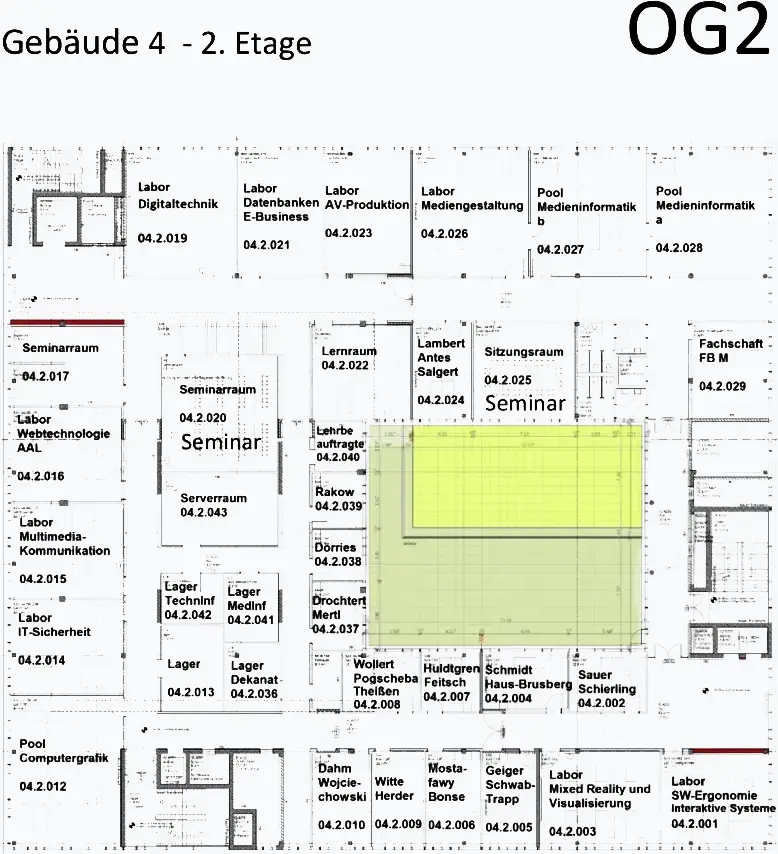 OG2
Gebäude 4 - 2. Etage
Labor
Digitaltechnik
04.2.019
Labor
Datenbanken
E-Business
04.2.021
Labor
AV-Produktion
04.2.023
Labor
Mediengestaltung
04.2.026
Pool
Medieninformatik
b
04.2.027
Pool
Medieninformatik
a
04.2.028
Seminarraum
04.2.017
Seminarraum
04.2.020
Seminar
Lernraum
04.2.022
Lambert
Antes
Salgert
04.2.024
Sitzungsraum
04.2.025
Seminar
Fachschaft
FB M
04.2.029
Labor
Webtechnologie
AAL
04.2.016
Lehrbe
auftragte
04.2.040
Serverraum
04.2.043
Rakow
04.2.039
Labor
Multimedia-
Kommunikation
04.2.015
Dörries
04.2.038
Lager
TechnInf
04.2.042
Lager
MedInf
04.2.041
Drochtert
Mertl
04.2.037
Labor
IT-Sicherheit
04.2.014
Lager
04.2.013
Lager
Dekanat
04.2.036
Wollert
Pogscheba
Theißen
04.2.008
Huldtgren
Feitsch
04.2.007
Schmidt
Haus-Brusberg
04.2.004
Sauer
Schierling
04.2.002
Pool
Computergrafik
04.2.012
Dahm
Wojcie-
chowski
04.2.010
Witte
Herder
04.2.009
Mosta-
fawy
Bonse
04.2.006
Geiger
Schwab-
Trapp
04.2.005
Labor
Mixed Reality und
Visualisierung
04.2.003
Labor
SW-Ergonomie
Interaktive Systeme
04.2.001